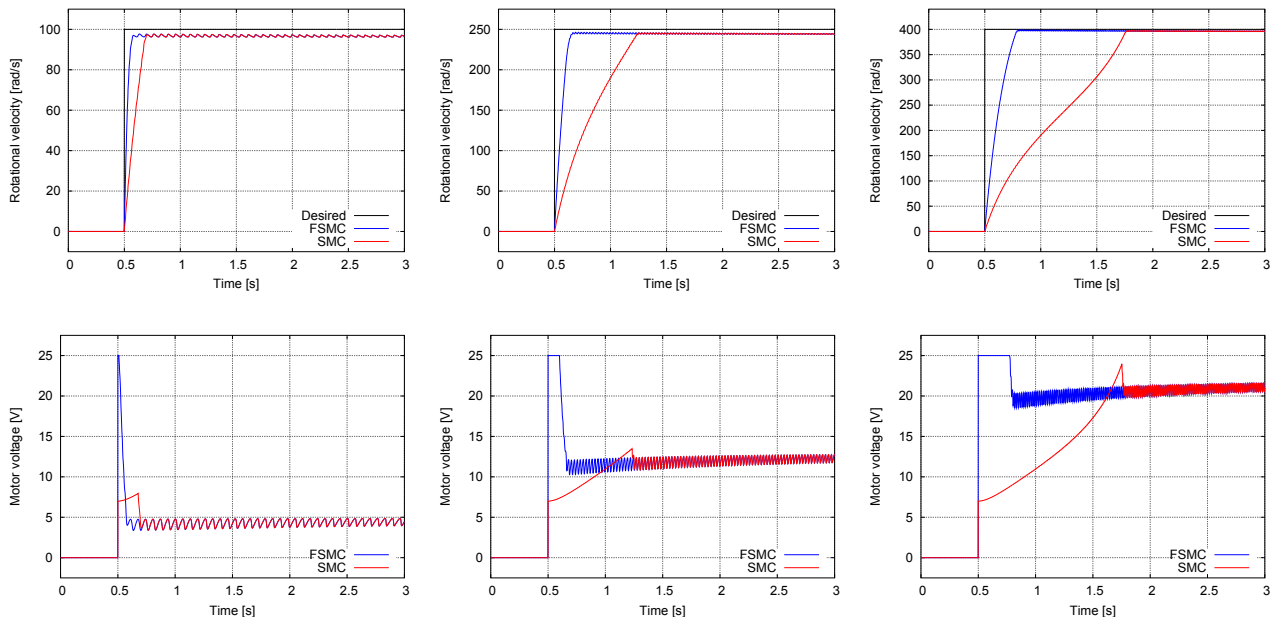 100
80
60
40
20
0
Rotational velocity [rad/s]
Desired
FSMC
SMC
0 0.5 1 1.5 2 2.5 3
Time [s]
250
200
150
100
50
0
Rotational velocity [rad/s]
Desired
FSMC
SMC
0 0.5 1 1.5 2 2.5 3
Time [s]
400
350
300
250
200
150
100
50
0
Rotational velocity [rad/s]
Desired
FSMC
SMC
0 0.5 1 1.5 2 2.5 3
Time [s]
25
20
15
10
5
0
Motor voltage [V]
FSMC
SMC
0 0.5 1 1.5 2 2.5 3
Time [s]
25
20
15
10
5
0
Motor voltage [V]
FSMC
SMC
0 0.5 1 1.5 2 2.5 3
Time [s]
25
20
15
10
5
0
Motor voltage [V]
FSMC
SMC
0 0.5 1 1.5 2 2.5 3
Time [s]